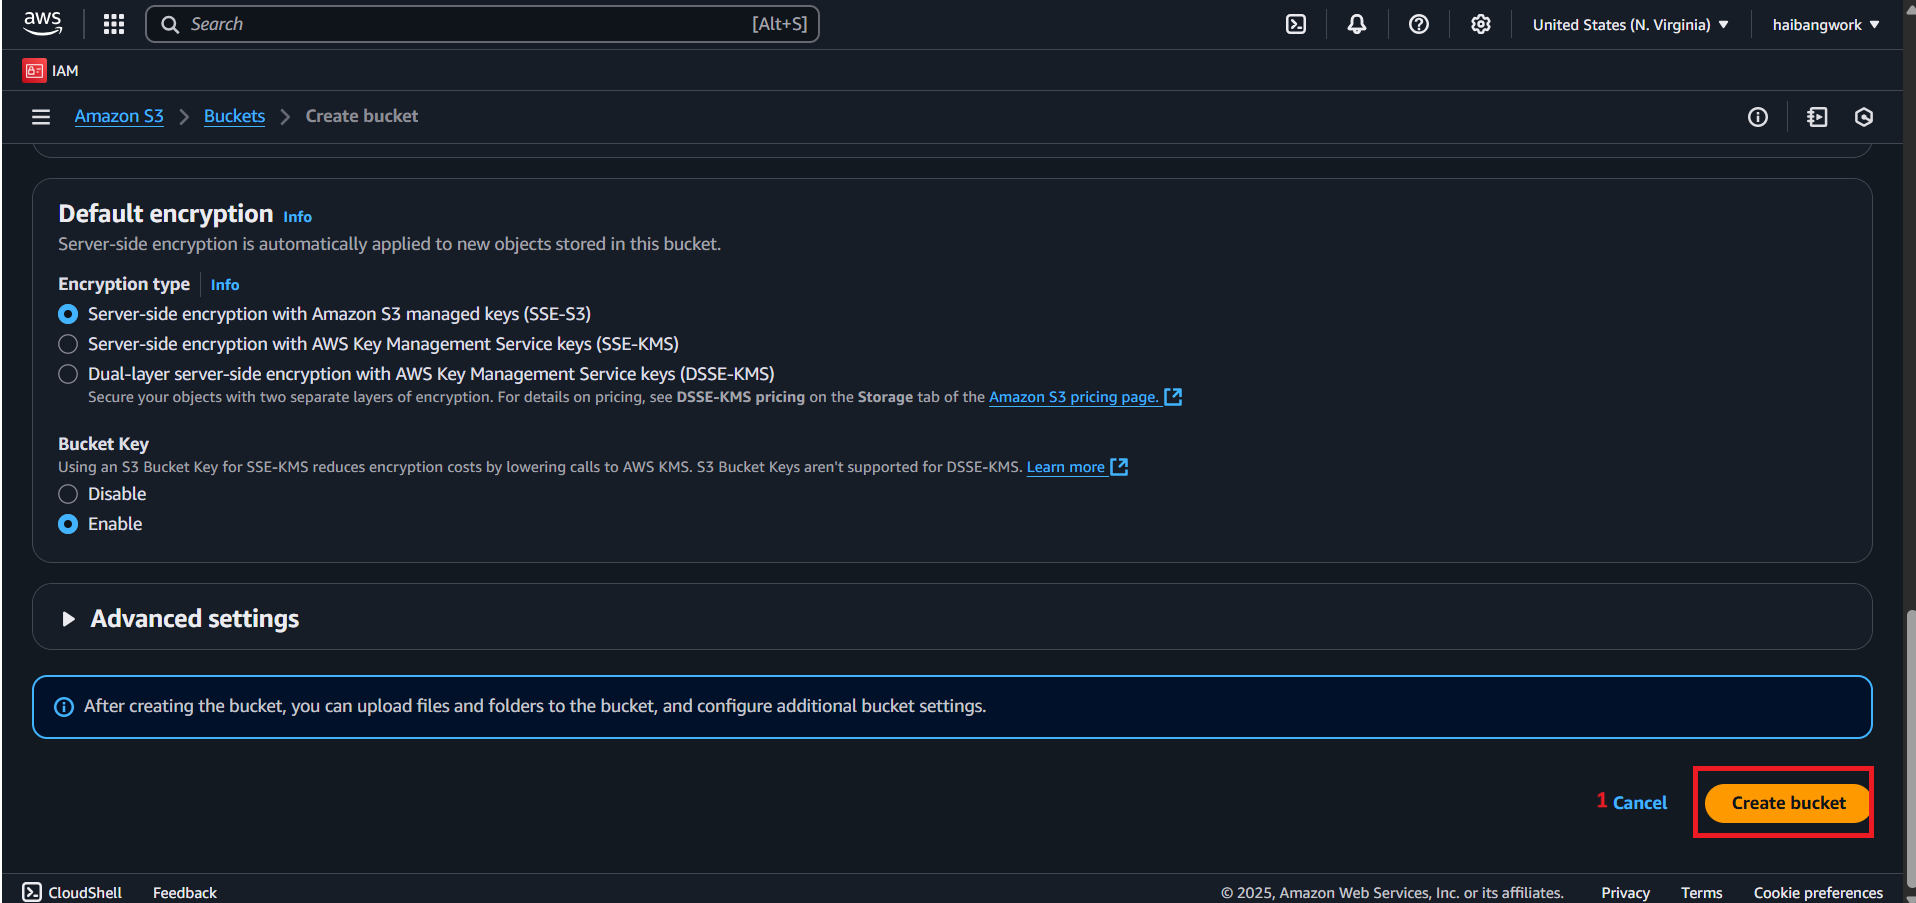 aws Search [Alt+S] United States (N. Virginia) haibangwork
IAM
Amazon S3 Buckets Create bucket
Default encryption Info
Server-side encryption is automatically applied to new objects stored in this bucket.
Encryption type Info
Server-side encryption with Amazon S3 managed keys (SSE-S3)
Server-side encryption with AWS Key Management Service keys (SSE-KMS)
Dual-layer server-side encryption with AWS Key Management Service keys (DSSE-KMS)
Secure your objects with two separate layers of encryption. For details on pricing, see DSSE-KMS pricing on the Storage tab of the Amazon S3 pricing page.
Bucket Key
Using an S3 Bucket Key for SSE-KMS reduces encryption costs by lowering calls to AWS KMS. S3 Bucket Keys aren't supported for DSSE-KMS. Learn more
Disable
Enable
Advanced settings
After creating the bucket, you can upload files and folders to the bucket, and configure additional bucket settings.
1 Cancel Create bucket
CloudShell Feedback © 2025, Amazon Web Services, Inc. or its affiliates. Privacy Terms Cookie preferences